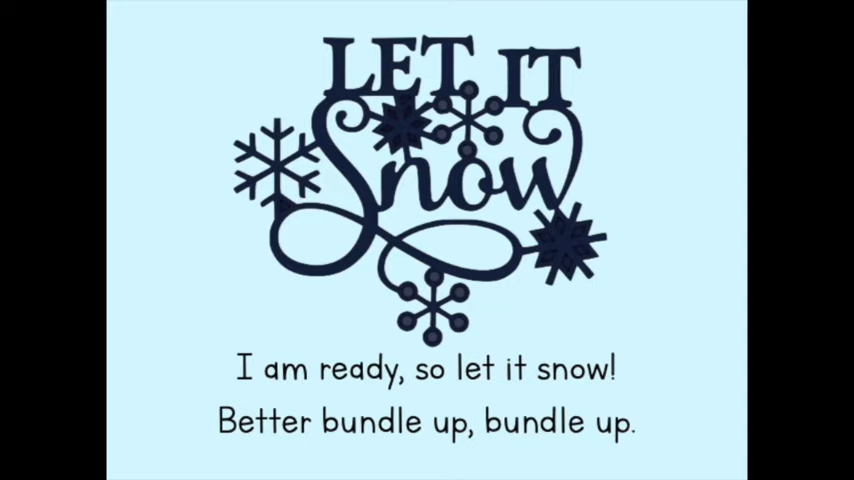 LET IT
Snow
I am ready, so let it snow!
Better bundle up, bundle up.